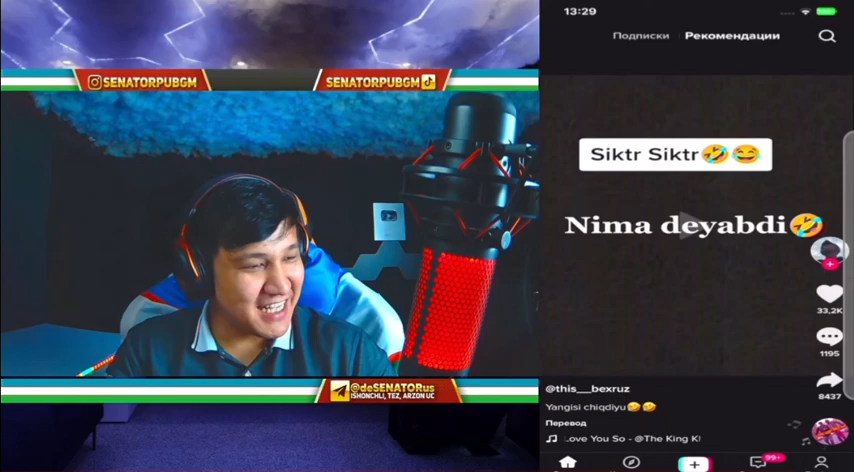 SENATORPUBGM
SENATORPUBGM
@deSENATORus
ISHONCHLI, TEZ, ARZON UC
13:29
Подписки
Рекомендации
Siktr Siktr🤣😂
Nima deyabdi🤣
33,2K
1195
8437
@this__bexruz
Yangisi chiqdiyu🤣🤣
Перевод
Love You So - @The King K
99+